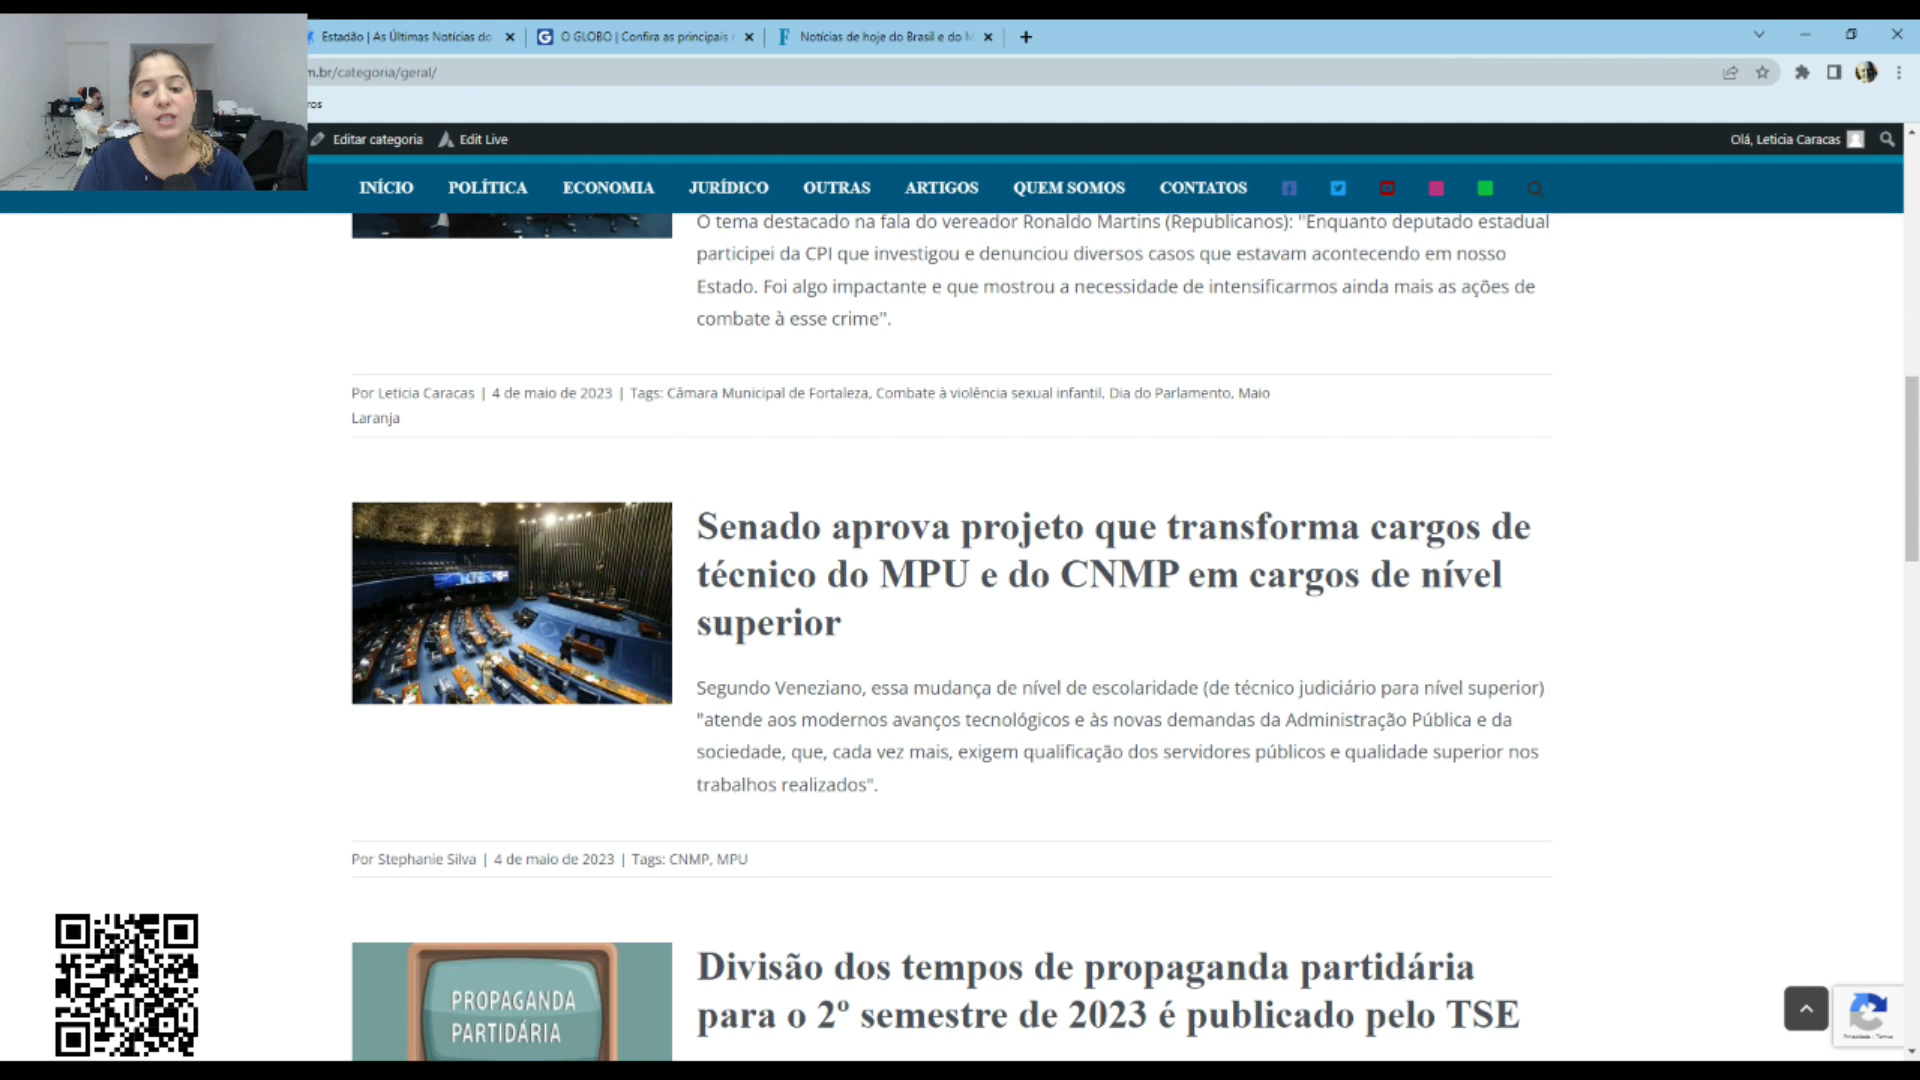 Estadão | As Últimas Notícias do
O GLOBO | Confira as principais
Notícias de hoje do Brasil e do
m.br/categoria/geral/
ros
Editar categoria
Edit Live
Olá, Leticia Caracas
INÍCIO POLÍTICA ECONOMIA JURÍDICO OUTRAS ARTIGOS QUEM SOMOS CONTATOS
O tema destacado na fala do vereador Ronaldo Martins (Republicanos): "Enquanto deputado estadual
participei da CPI que investigou e denunciou diversos casos que estavam acontecendo em nosso
Estado. Foi algo impactante e que mostrou a necessidade de intensificarmos ainda mais as ações de
combate à esse crime".
Por Leticia Caracas | 4 de maio de 2023 | Tags: Câmara Municipal de Fortaleza, Combate à violência sexual infantil, Dia do Parlamento, Maio
Laranja
Senado aprova projeto que transforma cargos de
técnico do MPU e do CNMP em cargos de nível
superior
Segundo Veneziano, essa mudança de nível de escolaridade (de técnico judiciário para nível superior)
"atende aos modernos avanços tecnológicos e às novas demandas da Administração Pública e da
sociedade, que, cada vez mais, exigem qualificação dos servidores públicos e qualidade superior nos
trabalhos realizados".
Por Stephanie Silva | 4 de maio de 2023 | Tags: CNMP, MPU
PROPAGANDA
PARTIDÁRIA
Divisão dos tempos de propaganda partidária
para o 2º semestre de 2023 é publicado pelo TSE